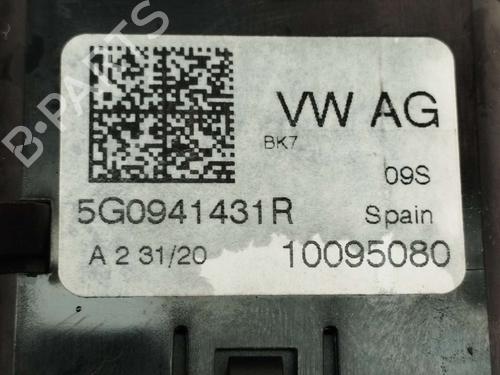 VW AG
BK7
09S
5G0941431R
Spain
A 2 31/20
10095080
B-PARTS